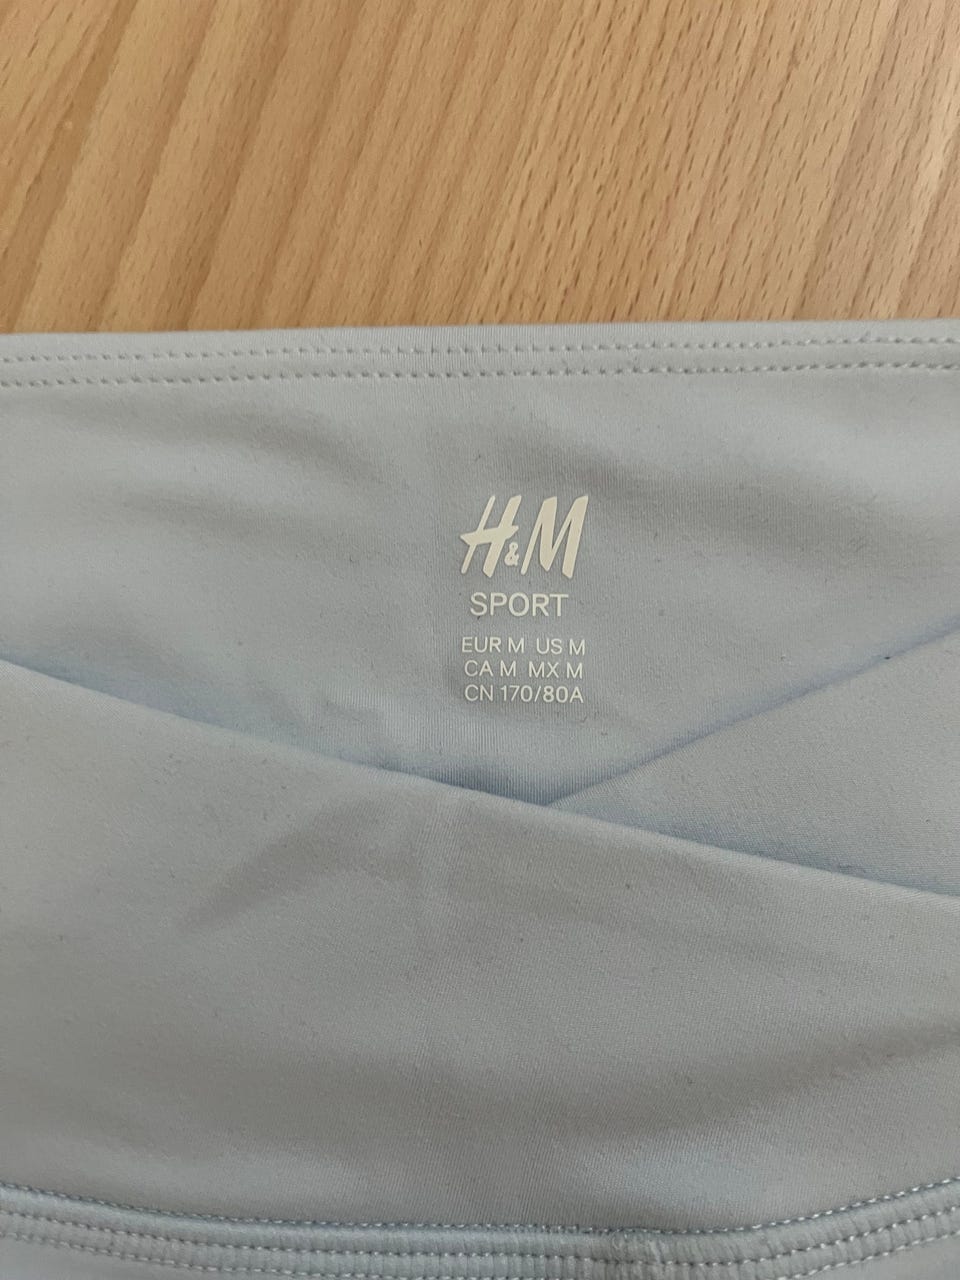 H&M
SPORT
EUR M US M
CA M MX M
CN 170/80A